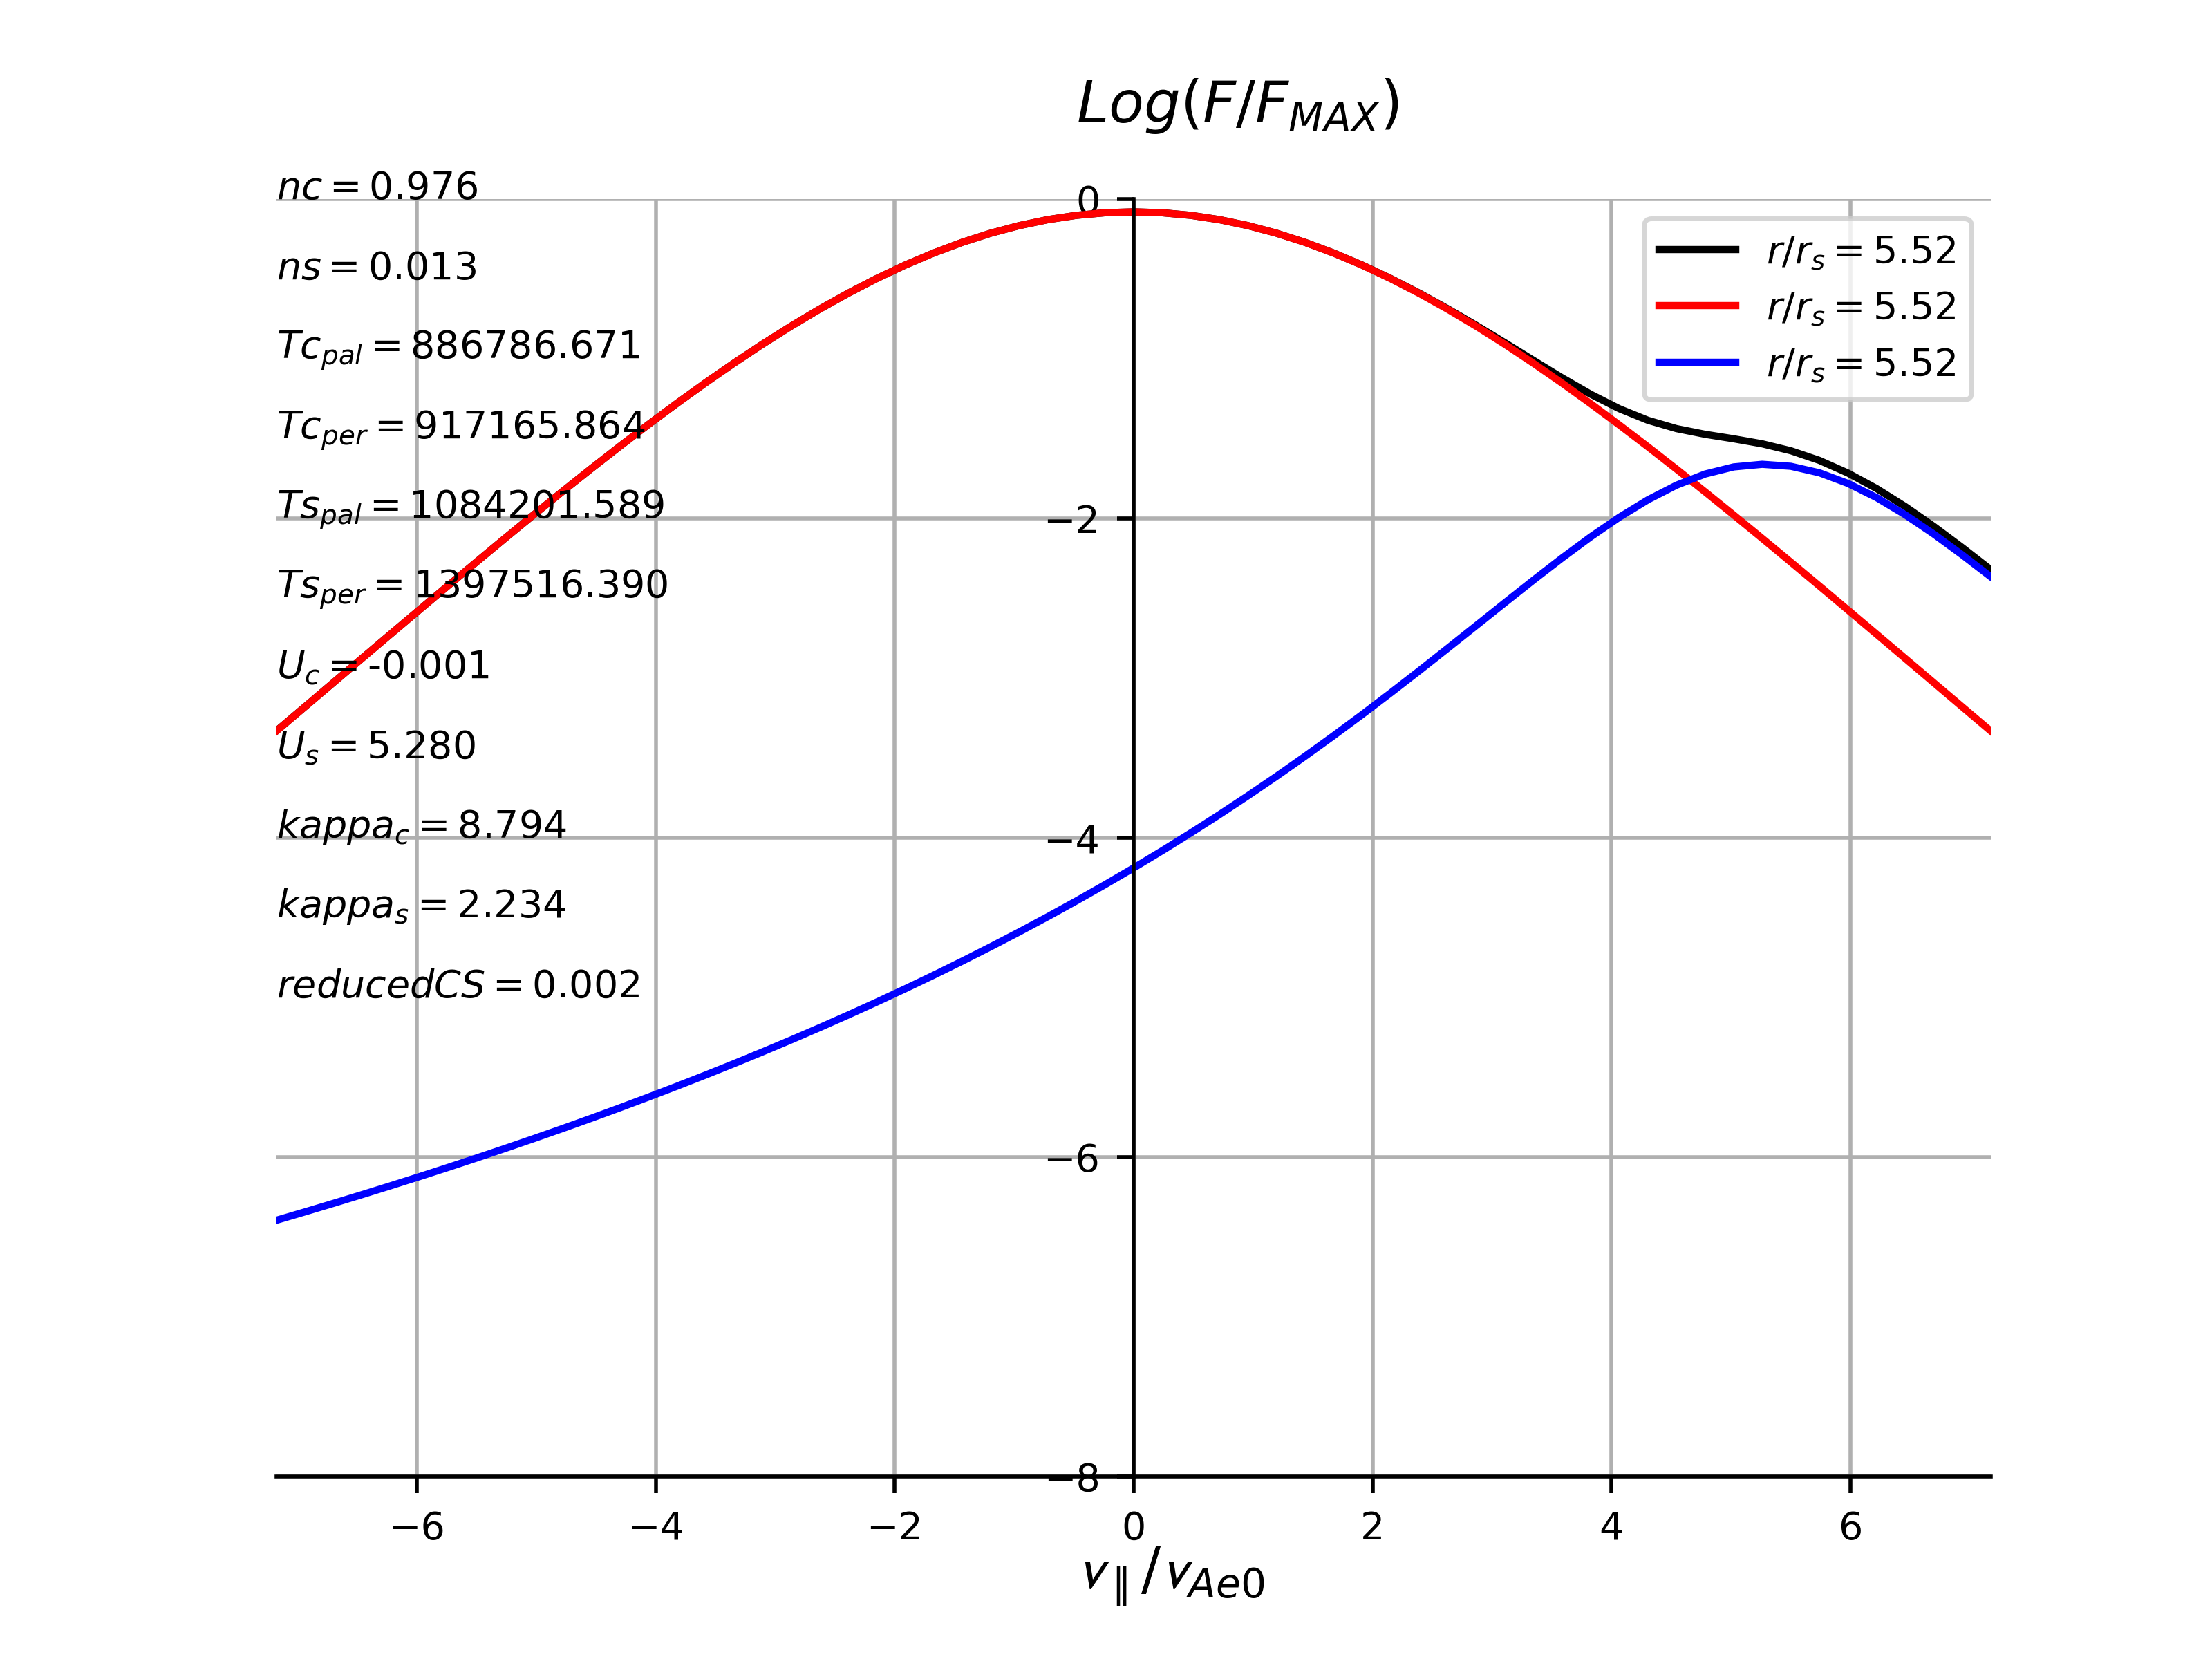 Log(F/F_MAX)
nc = 0.976
ns = 0.013
Tc_pal = 886786.671
Tc_per = 917165.864
Ts_pal = 1084201.589
Ts_per = 1397516.390
U_c = -0.001
U_s = 5.280
kappa_c = 8.794
kappa_s = 2.234
reducedCS = 0.002
0
−2
−4
−6
−8
r/r_s = 5.52
r/r_s = 5.52
r/r_s = 5.52
−6 −4 −2 0 2 4 6
v_∥/v_Ae0